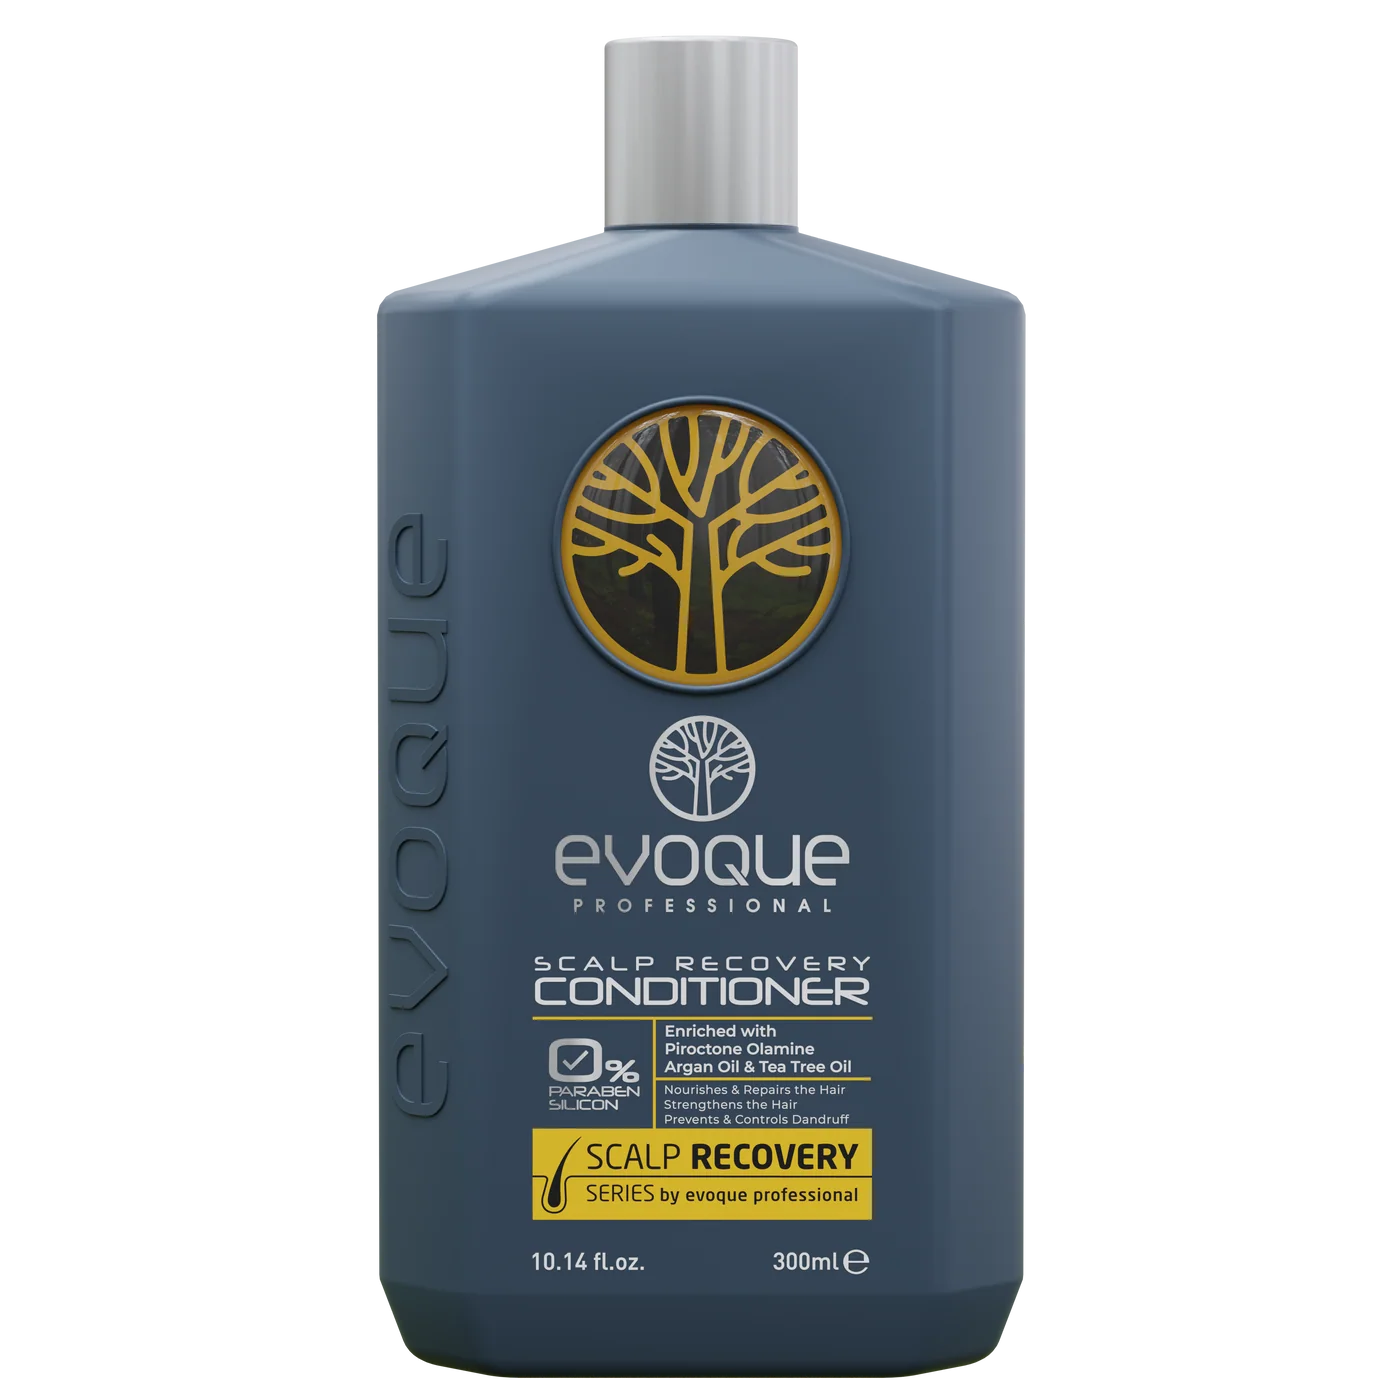 evoque
evoque
PROFESSIONAL
SCALP RECOVERY
CONDITIONER
0%
PARABEN
SILICON
Enriched with
Piroctone Olamine
Argan Oil & Tea Tree Oil
Nourishes & Repairs the Hair
Strengthens the Hair
Prevents & Controls Dandruff
SCALP RECOVERY
SERIES by evoque professional
10.14 fl.oz.
300ml e